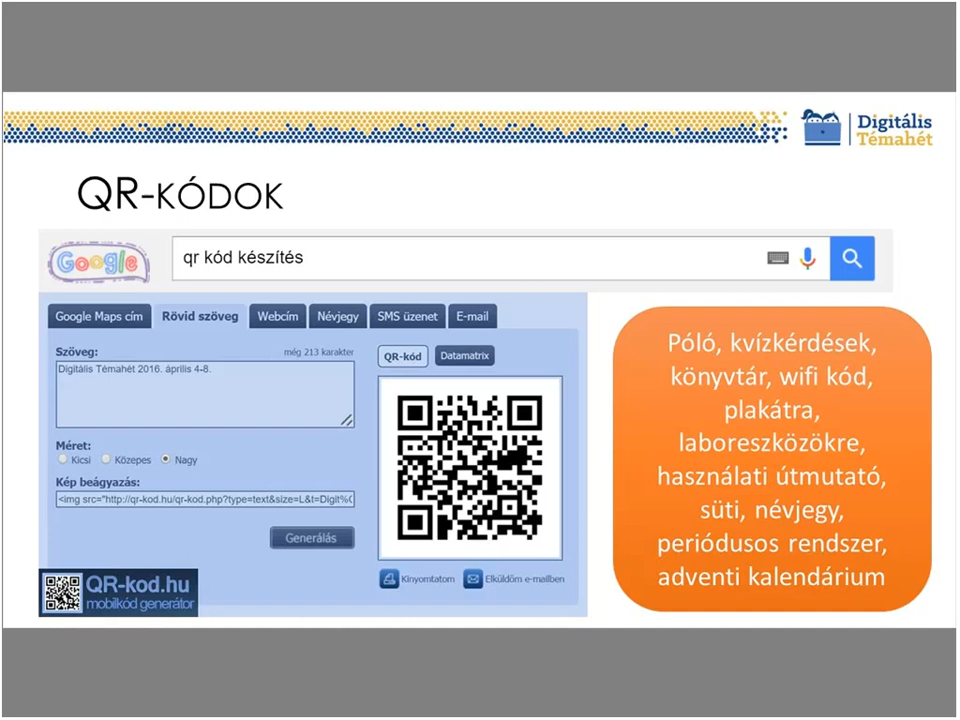 Digitális
Témahét
QR-KÓDOK
Google
qr kód készítés
Google Maps cím
Rövid szöveg
Webcím
Névjegy
SMS üzenet
E-mail
Szöveg:
még 213 karakter
Digitális Témahét 2016. április 4-8.
Méret:
Kicsi
Közepes
Nagy
Kép beágyazás:
<img src="http://qr-kod.hu/qr-kod.php?type=text&size=L&t=Digit%C
Generálás
QR-kód
Datamatrix
Kinyomtatom
Elküldöm e-mailben
QR-kod.hu
mobilkód generátor
Póló, kvízkérdések,
könyvtár, wifi kód,
plakátra,
laboreszközökre,
használati útmutató,
süti, névjegy,
periódusos rendszer,
adventi kalendárium